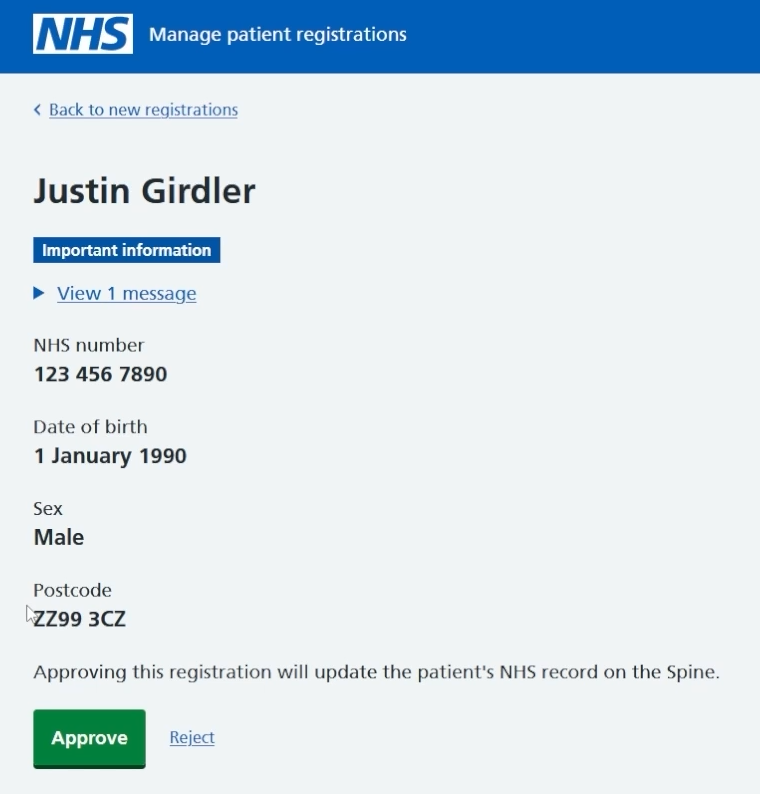 NHS Manage patient registrations
Back to new registrations
Justin Girdler
Important information
View 1 message
NHS number
123 456 7890
Date of birth
1 January 1990
Sex
Male
Postcode
ZZ99 3CZ
Approving this registration will update the patient's NHS record on the Spine.
Approve Reject